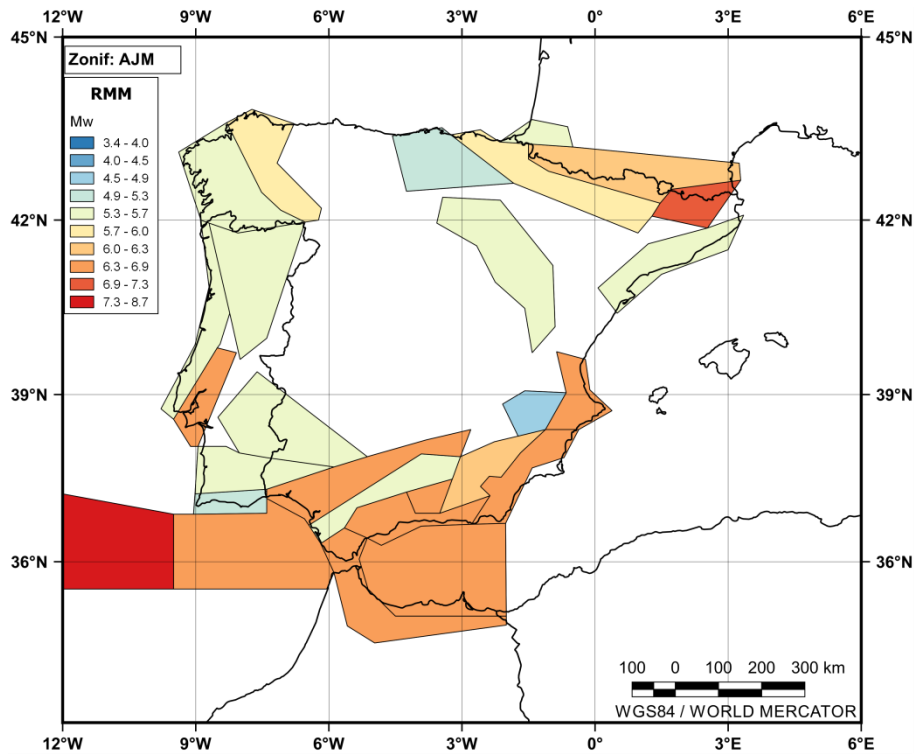 12°W 9°W 6°W 3°W 0° 3°E 6°E
45°N 45°N
Zonif: AJM
RMM
Mw
3.4 - 4.0
4.0 - 4.5
4.5 - 4.9
4.9 - 5.3
5.3 - 5.7
5.7 - 6.0
6.0 - 6.3
6.3 - 6.9
6.9 - 7.3
7.3 - 8.7
42°N 42°N
39°N 39°N
36°N 36°N
100 0 100 200 300 km
WGS84 / WORLD MERCATOR
12°W 9°W 6°W 3°W 0° 3°E 6°E